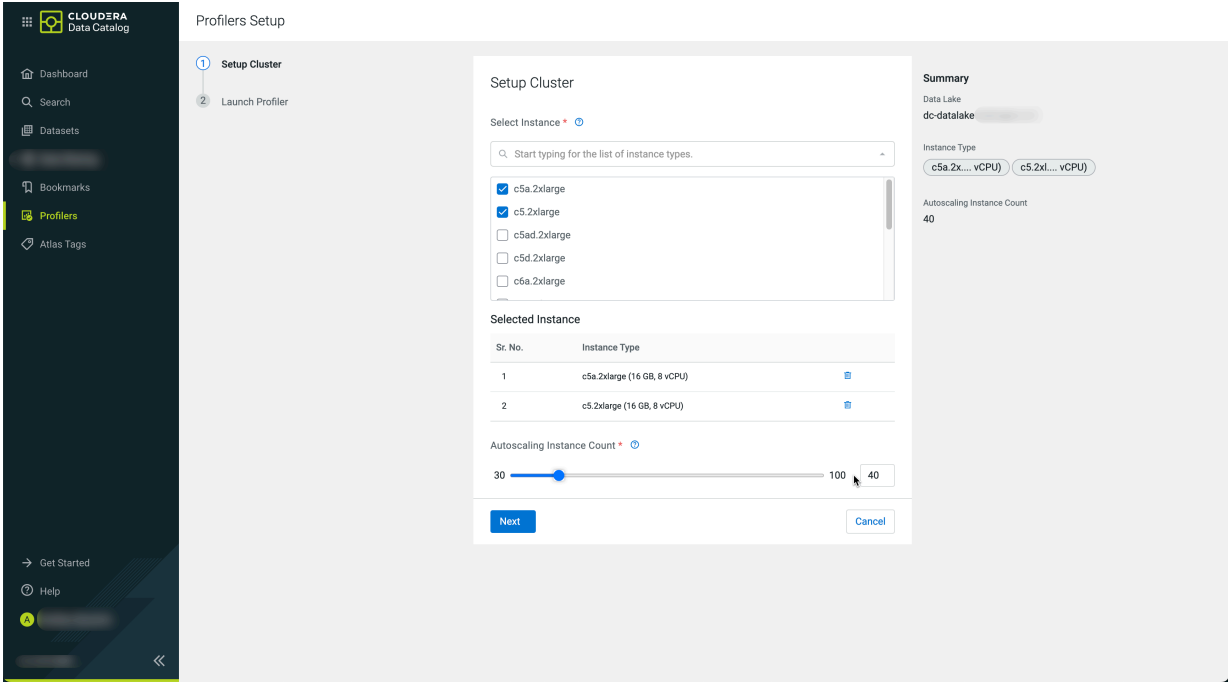 CLOUDERA
Data Catalog
Dashboard
Search
Datasets
Bookmarks
Profilers
Atlas Tags
Get Started
Help
A
Profilers Setup
1 Setup Cluster
2 Launch Profiler
Setup Cluster
Select Instance *
Start typing for the list of instance types.
c5a.2xlarge
c5.2xlarge
c5ad.2xlarge
c5d.2xlarge
c6a.2xlarge
Selected Instance
Sr. No. Instance Type
1 c5a.2xlarge (16 GB, 8 vCPU)
2 c5.2xlarge (16 GB, 8 vCPU)
Autoscaling Instance Count *
30 100 40
Next Cancel
Summary
Data Lake
dc-datalake
Instance Type
c5a.2x.... vCPU) c5.2xl.... vCPU)
Autoscaling Instance Count
40